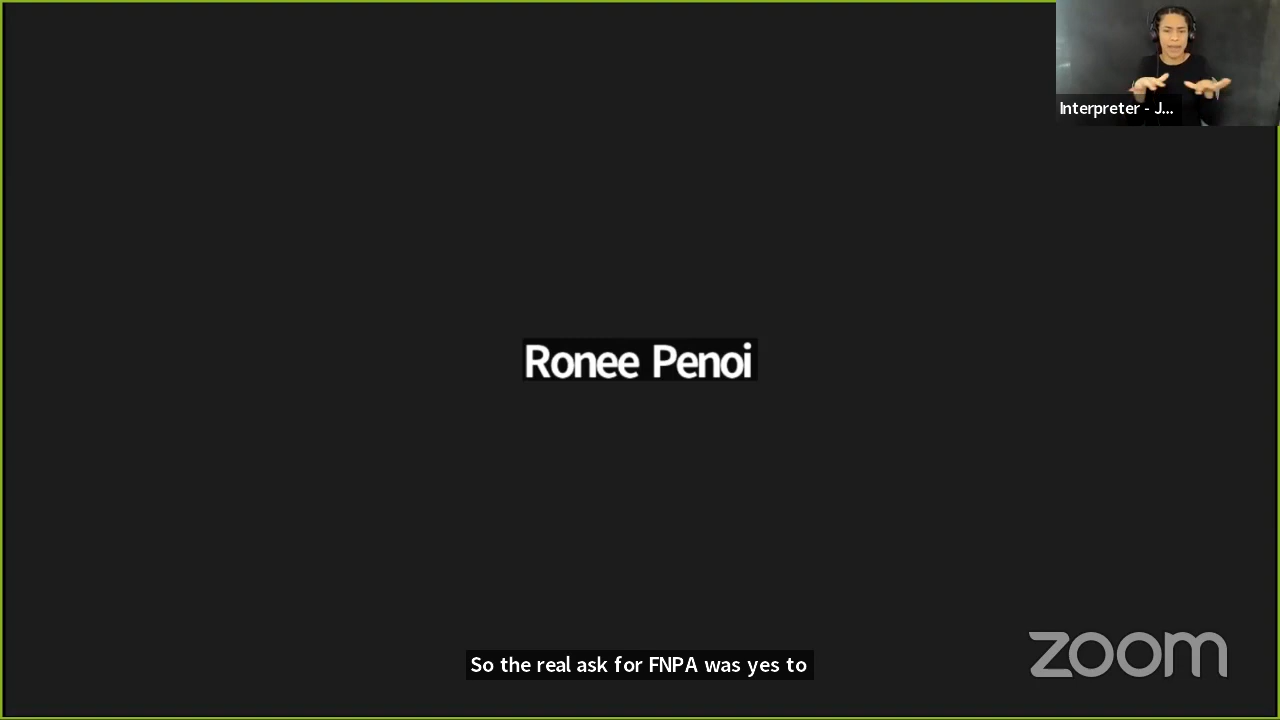 Interpreter - J...
Ronee Penoi
So the real ask for FNPA was yes to
zoom